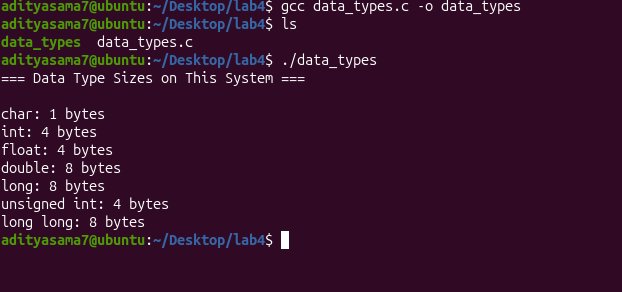 adityasama7@ubuntu:~/Desktop/lab4$ gcc data_types.c -o data_types
adityasama7@ubuntu:~/Desktop/lab4$ ls
data_types  data_types.c
adityasama7@ubuntu:~/Desktop/lab4$ ./data_types
=== Data Type Sizes on This System ===

char: 1 bytes
int: 4 bytes
float: 4 bytes
double: 8 bytes
long: 8 bytes
unsigned int: 4 bytes
long long: 8 bytes
adityasama7@ubuntu:~/Desktop/lab4$